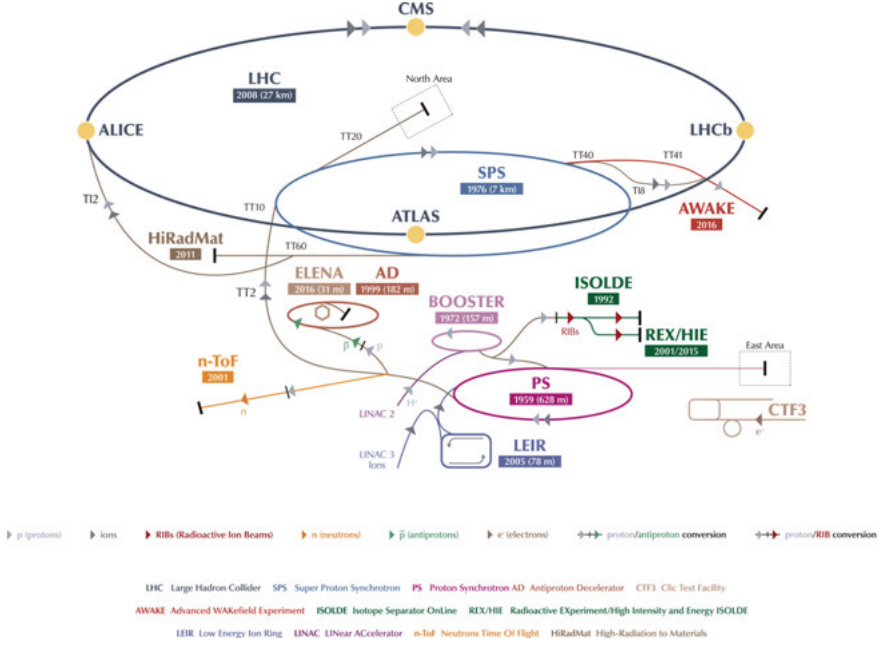 CMS
LHC
2008 (27 km)
North Area
ALICE
TT20
LHCb
TT40
TT41
SPS
1976 (7 km)
TI8
TI2
TT10
ATLAS
AWAKE
2016
HiRadMat
2011
TT60
ELENA
2016 (31 m)
AD
1999 (182 m)
TT2
BOOSTER
1972 (157 m)
ISOLDE
1992
RIBs
REX/HIE
2001/2015
p̅
p
n-ToF
2001
East Area
PS
1959 (628 m)
n
H⁺
LINAC 2
CTF3
e⁻
LINAC 3
Ions
LEIR
2005 (78 m)
p (protons) ions RIBs (Radioactive Ion Beams) n (neutrons) p̅ (antiprotons) e⁻ (electrons) proton/antiproton conversion proton/RIB conversion
LHC Large Hadron Collider SPS Super Proton Synchrotron PS Proton Synchrotron AD Antiproton Decelerator CTF3 Clic Test Facility
AWAKE Advanced WAKefield Experiment ISOLDE Isotope Separator OnLine REX/HIE Radioactive EXperiment/High Intensity and Energy ISOLDE
LEIR Low Energy Ion Ring LINAC LINear ACcelerator n-ToF Neutrons Time Of Flight HiRadMat High-Radiation to Materials